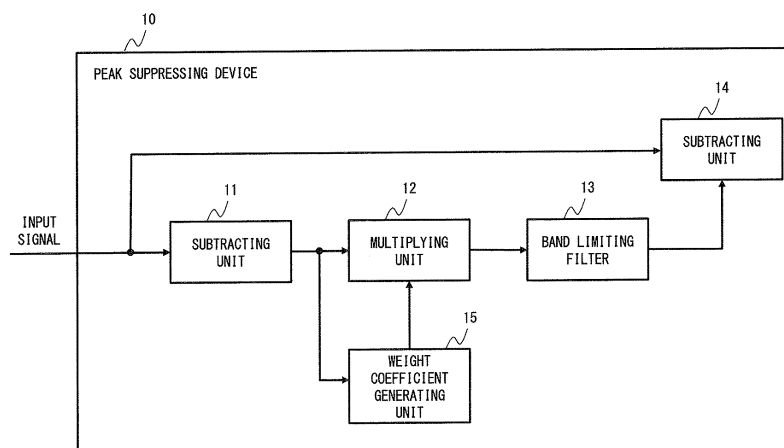 10
PEAK SUPPRESSING DEVICE
14
SUBTRACTING
UNIT
11
12
13
INPUT
SIGNAL
SUBTRACTING
UNIT
MULTIPLYING
UNIT
BAND LIMITING
FILTER
15
WEIGHT
COEFFICIENT
GENERATING
UNIT